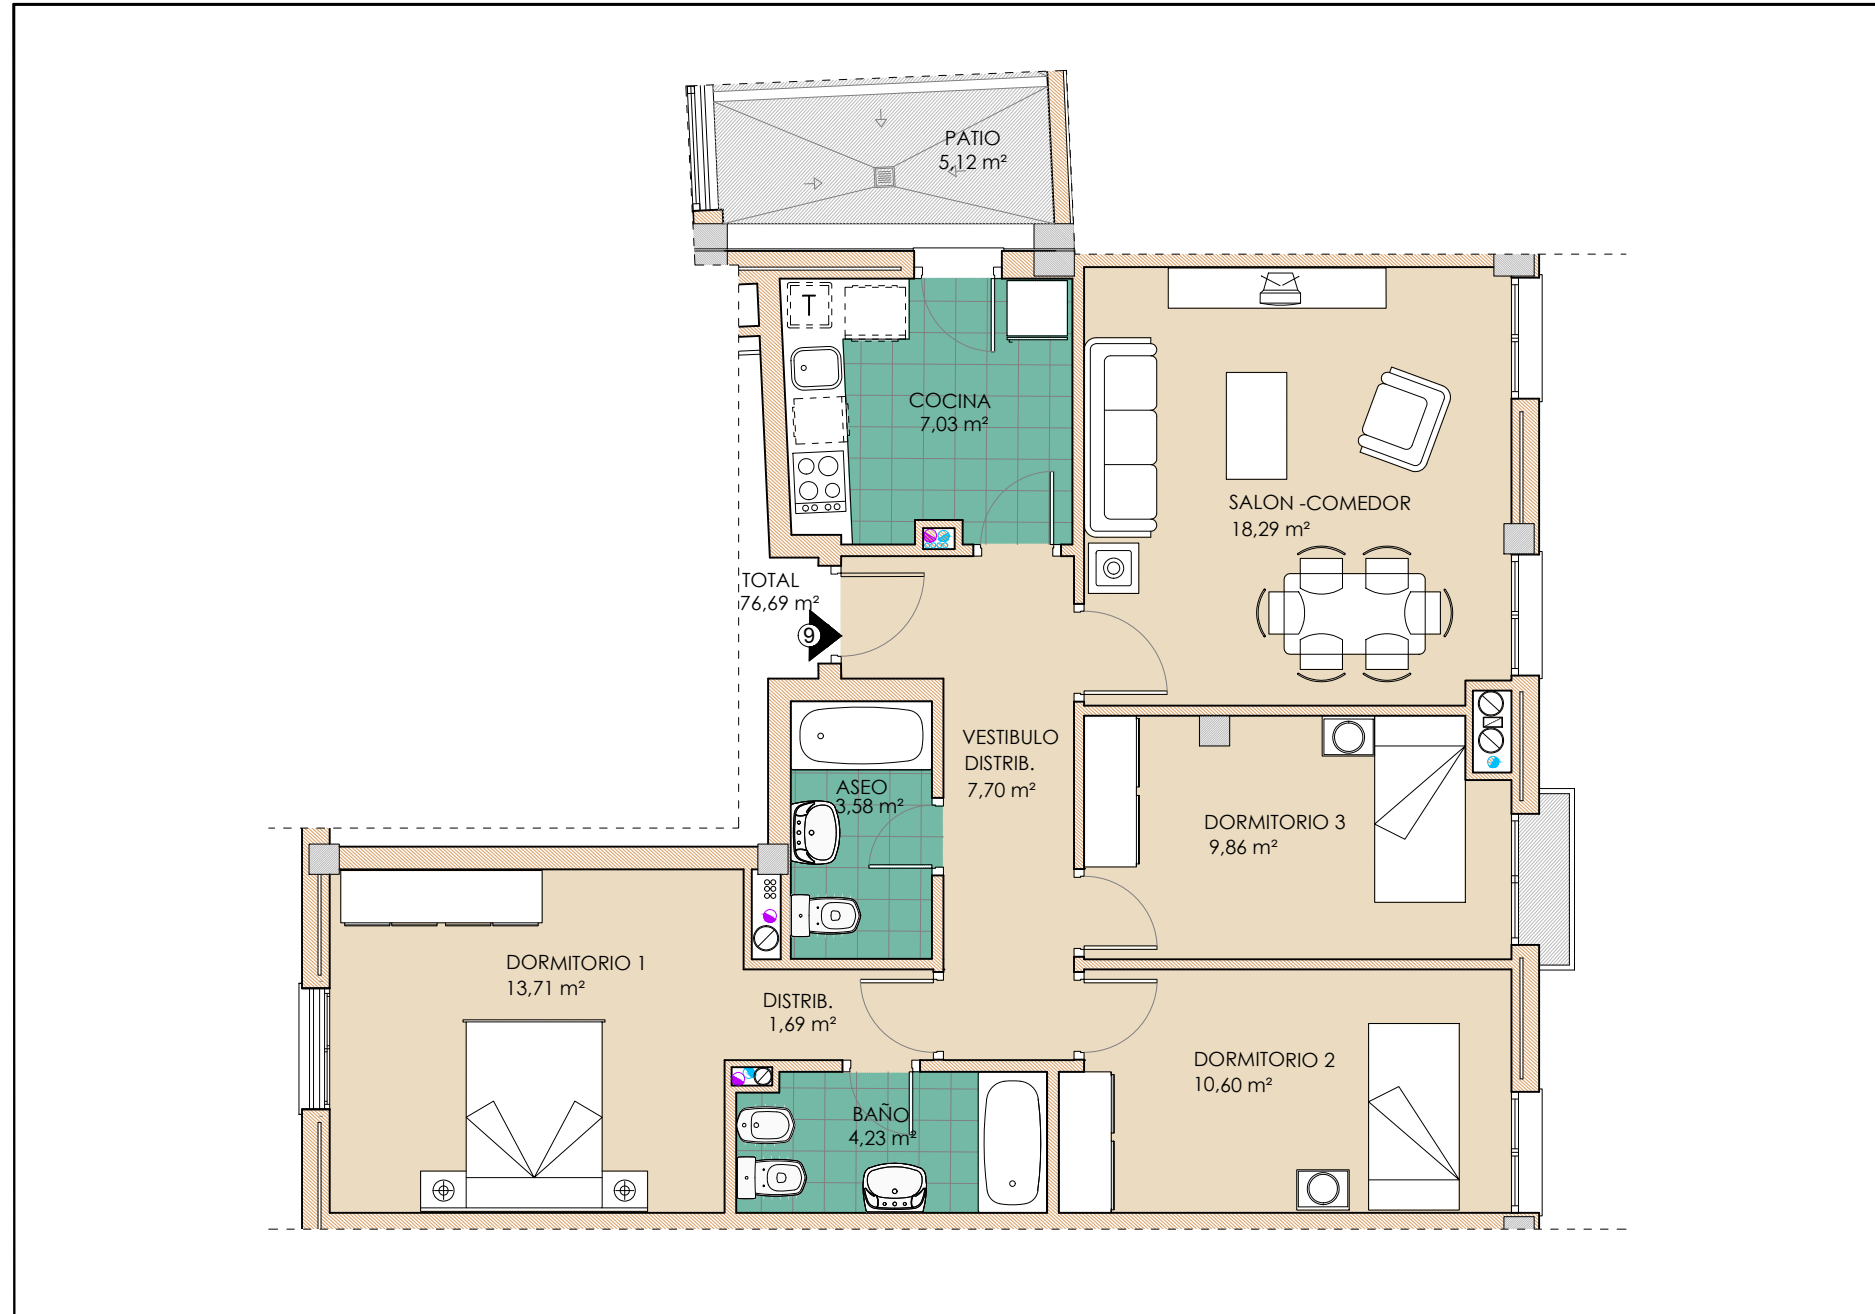 PATIO
5,12 m²
T
COCINA
7,03 m²
SALON -COMEDOR
18,29 m²
TOTAL
76,69 m²
9
VESTIBULO
DISTRIB.
7,70 m²
ASEO
3,58 m²
DORMITORIO 3
9,86 m²
DORMITORIO 1
13,71 m²
DISTRIB.
1,69 m²
DORMITORIO 2
10,60 m²
BAÑO
4,23 m²